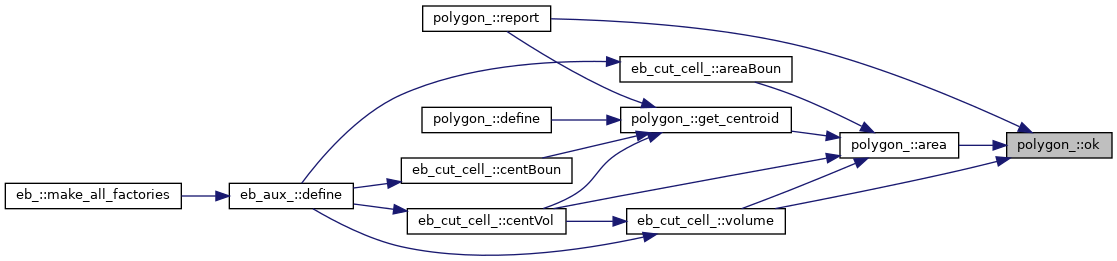 polygon_::report
eb_cut_cell_::areaBoun
polygon_::define
polygon_::get_centroid
polygon_::area
polygon_::ok
eb_cut_cell_::centBoun
eb_::make_all_factories
eb_aux_::define
eb_cut_cell_::centVol
eb_cut_cell_::volume